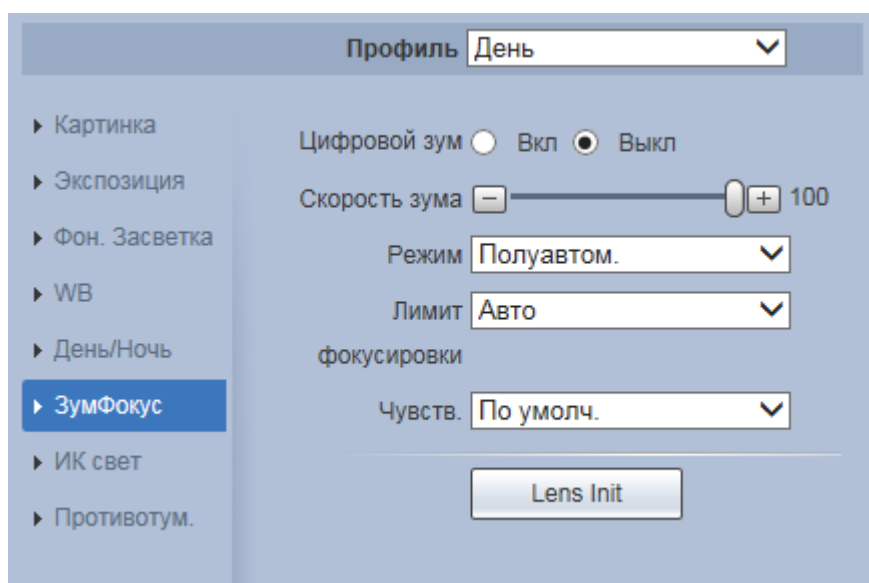 Профиль День
Картинка
Экспозиция
Фон. Засветка
WB
День/Ночь
ЗумФокус
ИК свет
Противотум.
Цифровой зум Вкл Выкл
Скорость зума 100
Режим Полуавтом.
Лимит Авто
фокусировки
Чувств. По умолч.
Lens Init